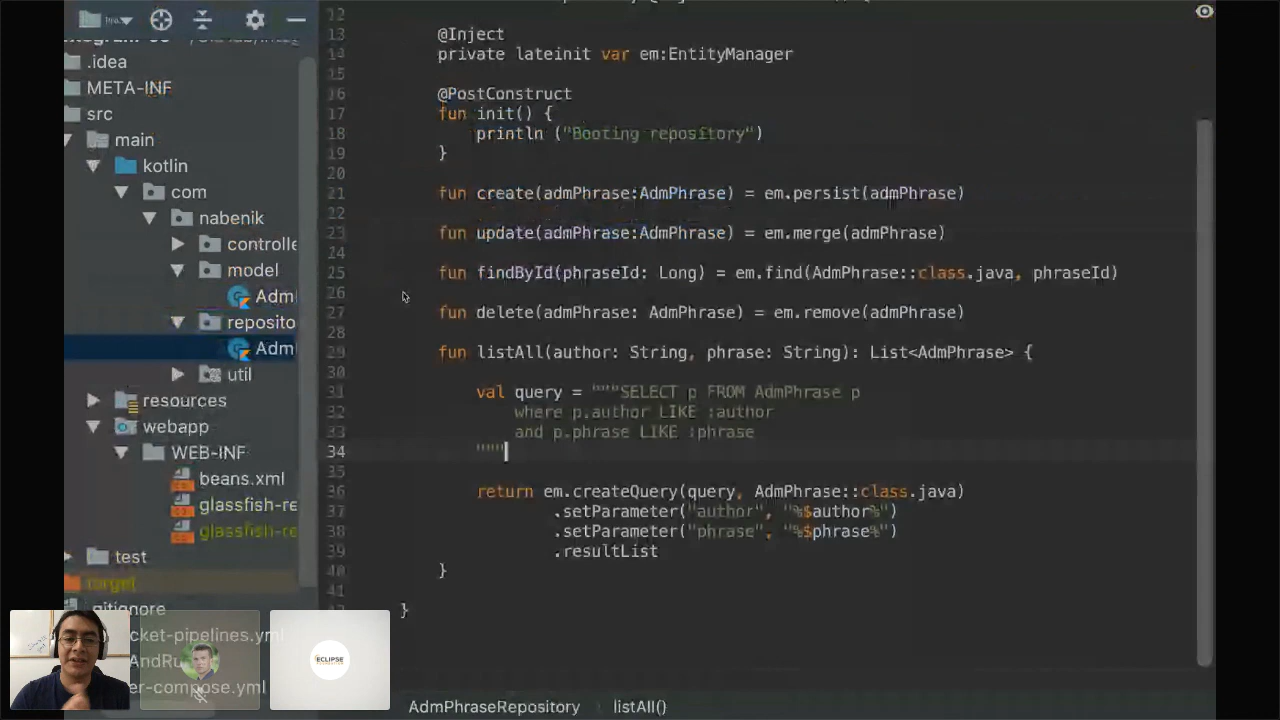 .idea
META-INF
src
main
kotlin
com
nabenik
controlle
model
Adml
reposito
Adml
util
resources
webapp
WEB-INF
beans.xml
glassfish-re
glassfish-re
test
target
.gitignore
cket-pipelines.yml
AndRu
er-compose.yml
12
13 @Inject
14 private lateinit var em:EntityManager
15
16 @PostConstruct
17 fun init() {
18 println ("Booting repository")
19 }
20
21 fun create(admPhrase:AdmPhrase) = em.persist(admPhrase)
22
23 fun update(admPhrase:AdmPhrase) = em.merge(admPhrase)
24
25 fun findById(phraseId: Long) = em.find(AdmPhrase::class.java, phraseId)
26
27 fun delete(admPhrase: AdmPhrase) = em.remove(admPhrase)
28
29 fun listAll(author: String, phrase: String): List<AdmPhrase> {
30
31 val query = """SELECT p FROM AdmPhrase p
32 where p.author LIKE :author
33 and p.phrase LIKE :phrase
34 """
35
36 return em.createQuery(query, AdmPhrase::class.java)
37 .setParameter("author", "%$author%")
38 .setParameter("phrase", "%$phrase%")
39 .resultList
40 }
41
}
AdmPhraseRepository
listAll()
ECLIPSE
FOUNDATION